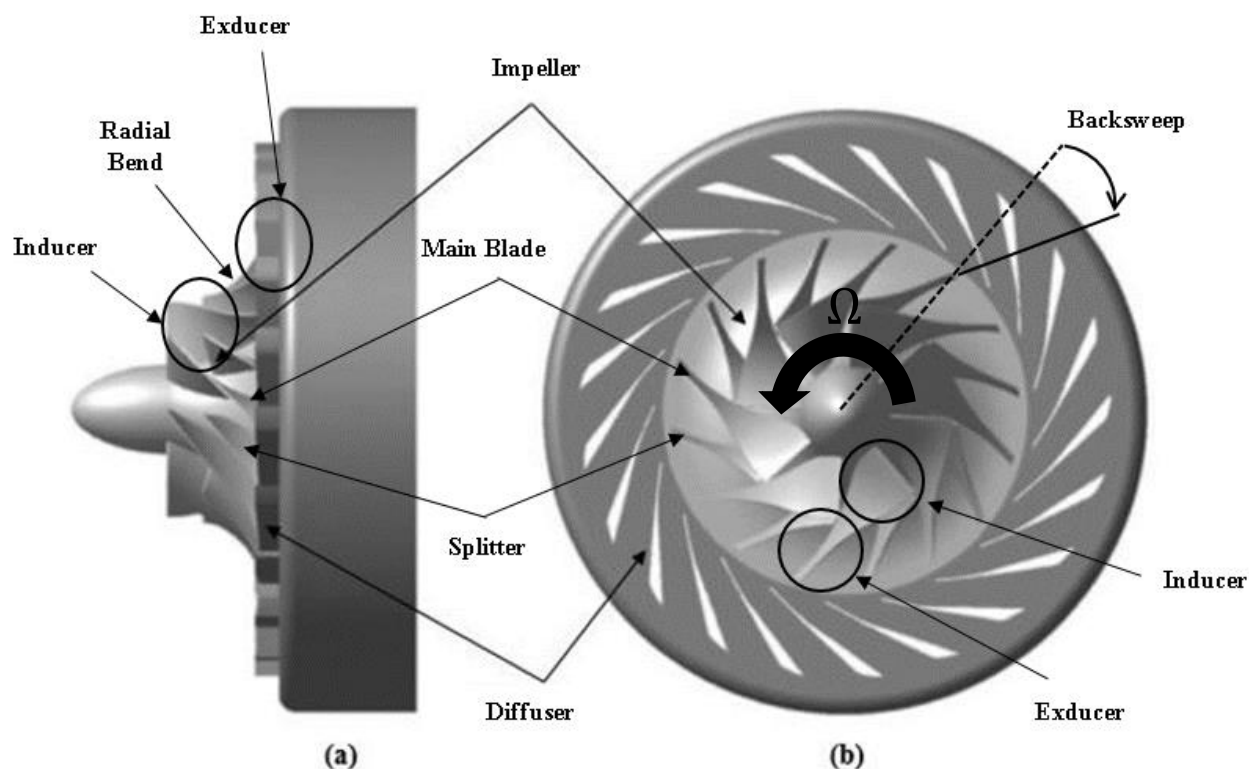 Exducer
Impeller
Radial
Bend
Backsweep
Inducer
Main Blade
Ω
Splitter
Inducer
Diffuser
Exducer
(a)
(b)